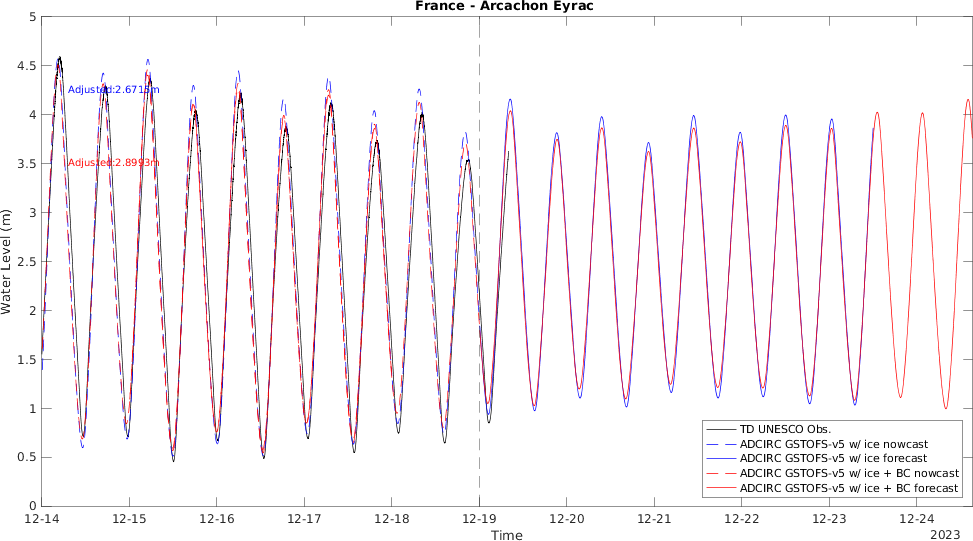 France - Arcachon Eyrac
5
4.5
4
3.5
3
2.5
2
1.5
1
0.5
0
Water Level (m)
Adjusted:2.6715m
Adjusted:2.8993m
TD UNESCO Obs.
ADCIRC GSTOFS-v5 w/ ice nowcast
ADCIRC GSTOFS-v5 w/ ice forecast
ADCIRC GSTOFS-v5 w/ ice + BC nowcast
ADCIRC GSTOFS-v5 w/ ice + BC forecast
12-14 12-15 12-16 12-17 12-18 12-19 12-20 12-21 12-22 12-23 12-24
Time
2023